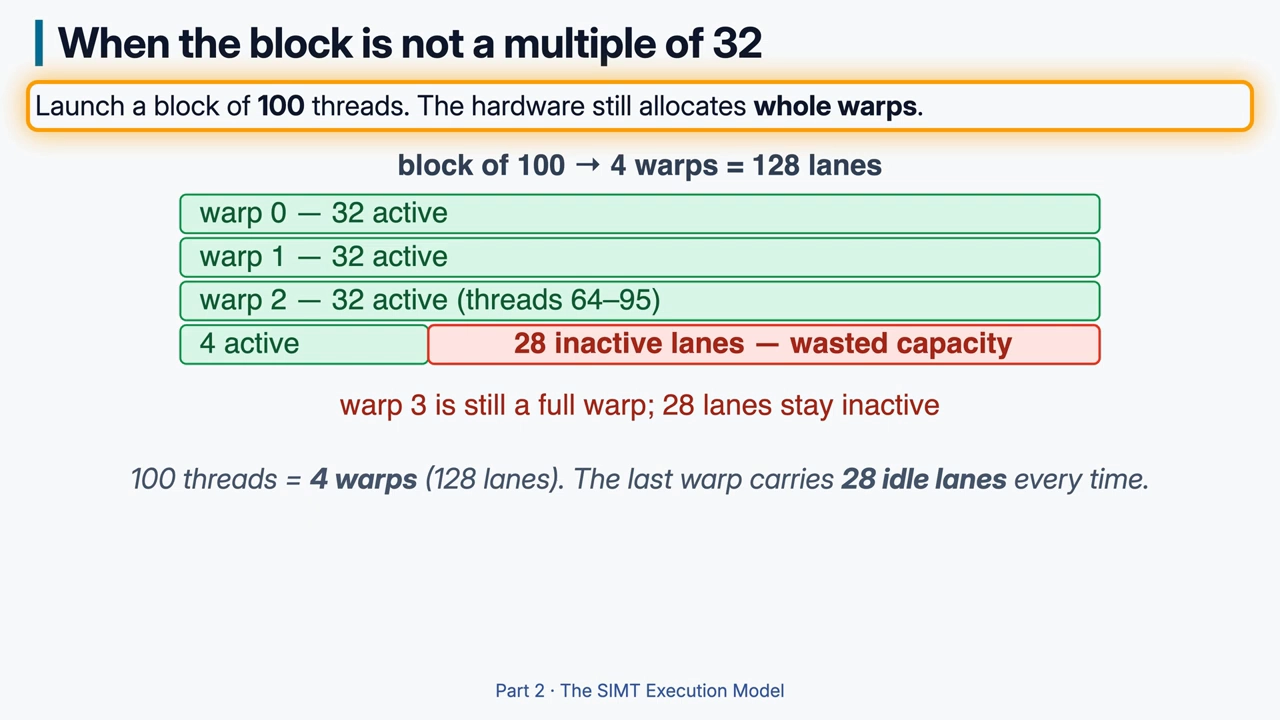 When the block is not a multiple of 32
Launch a block of 100 threads. The hardware still allocates whole warps.
block of 100 → 4 warps = 128 lanes
warp 0 — 32 active
warp 1 — 32 active
warp 2 — 32 active (threads 64–95)
4 active
28 inactive lanes — wasted capacity
warp 3 is still a full warp; 28 lanes stay inactive
100 threads = 4 warps (128 lanes). The last warp carries 28 idle lanes every time.
Part 2 · The SIMT Execution Model